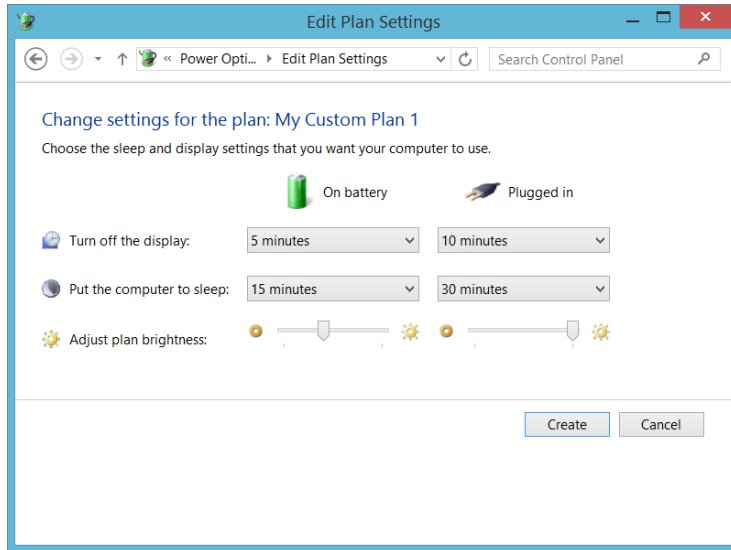 Edit Plan Settings
« Power Opti... Edit Plan Settings
Search Control Panel
Change settings for the plan: My Custom Plan 1
Choose the sleep and display settings that you want your computer to use.
On battery Plugged in
Turn off the display: 5 minutes 10 minutes
Put the computer to sleep: 15 minutes 30 minutes
Adjust plan brightness:
Create Cancel